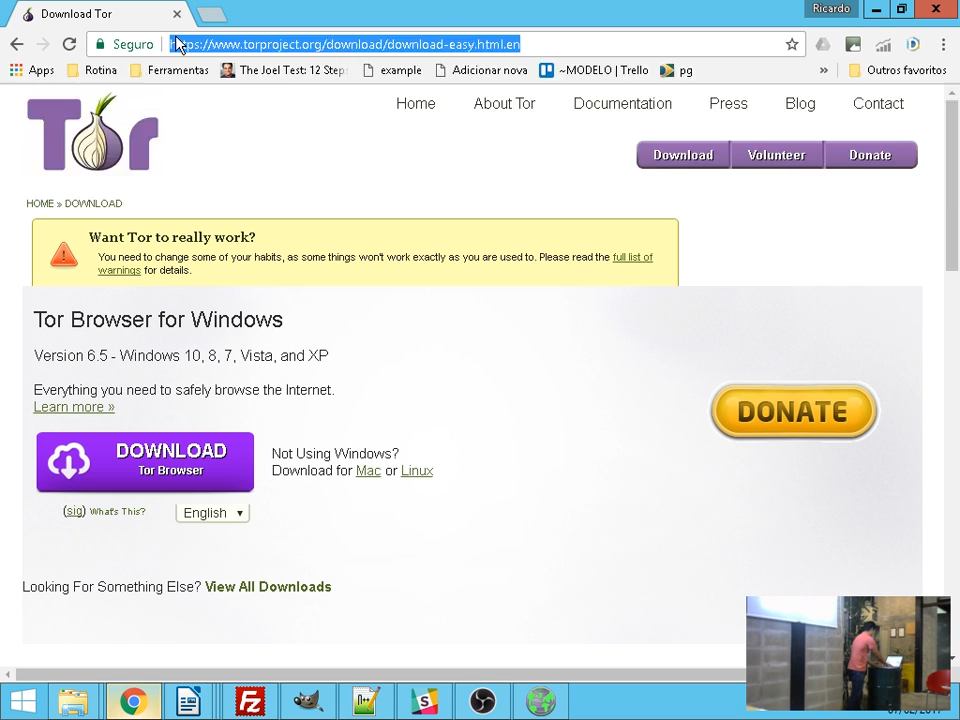 Download Tor
Ricardo
Seguro
https://www.torproject.org/download/download-easy.html.en
Apps
Rotina
Ferramentas
The Joel Test: 12 Steps
example
Adicionar nova
~MODELO | Trello
pg
»
Outros favoritos
Tor
Home
About Tor
Documentation
Press
Blog
Contact
Download
Volunteer
Donate
HOME » DOWNLOAD
Want Tor to really work?
You need to change some of your habits, as some things won't work exactly as you are used to. Please read the full list of
warnings for details.
Tor Browser for Windows
Version 6.5 - Windows 10, 8, 7, Vista, and XP
Everything you need to safely browse the Internet.
Learn more »
DONATE
DOWNLOAD
Tor Browser
Not Using Windows?
Download for Mac or Linux
(sig) What's This?
English
Looking For Something Else? View All Downloads